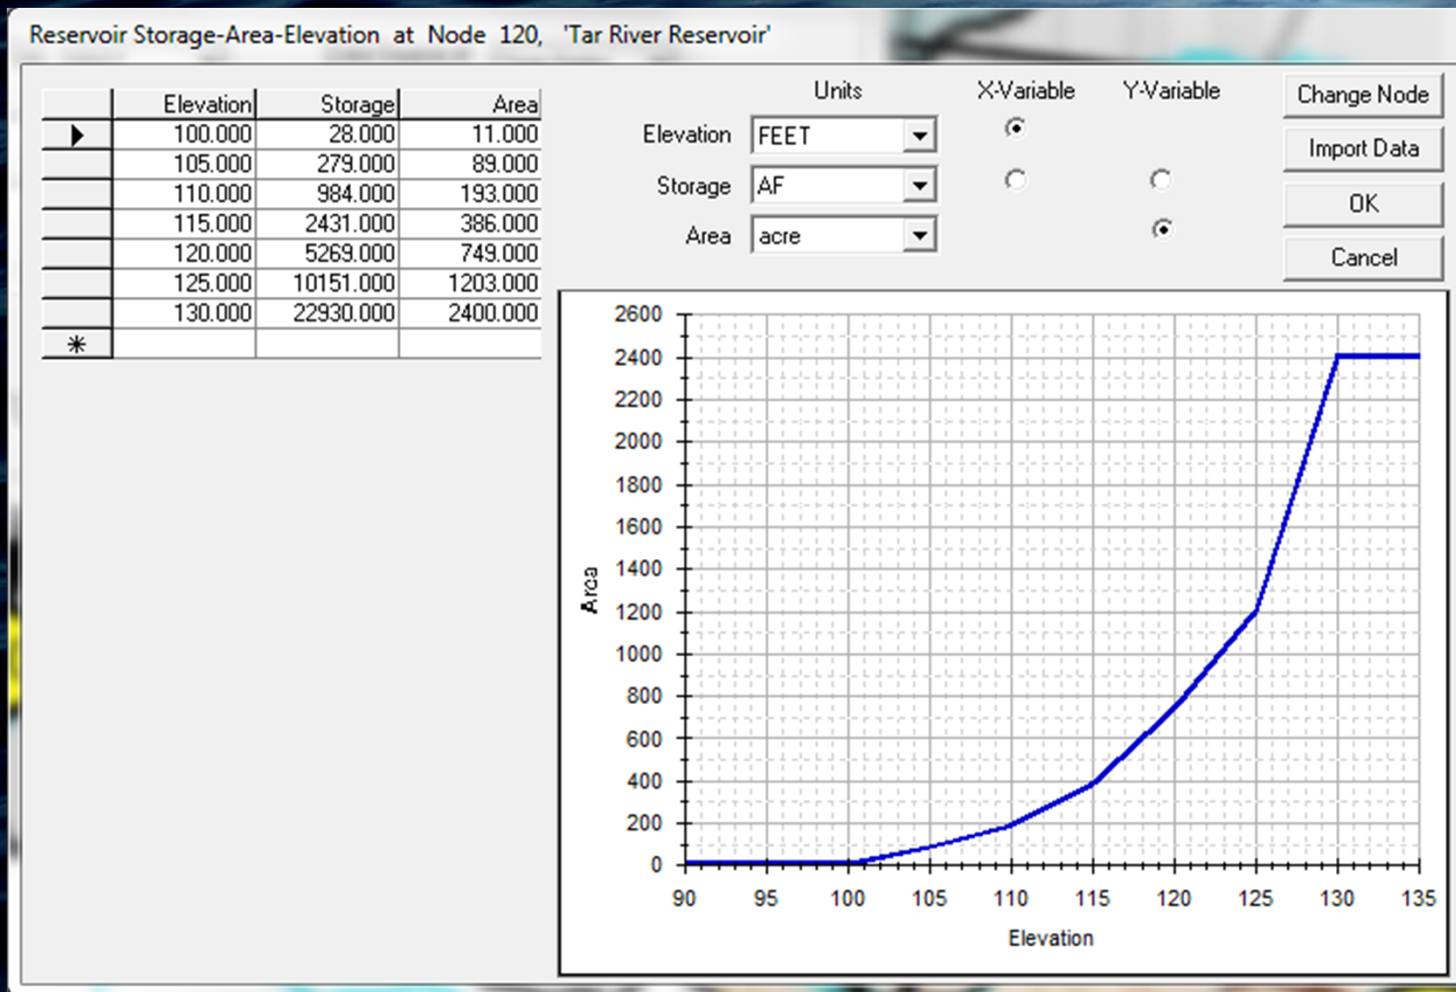 Reservoir Storage-Area-Elevation at Node 120, 'Tar River Reservoir'
Elevation Storage Area
100.000 28.000 11.000
105.000 279.000 89.000
110.000 984.000 193.000
115.000 2431.000 386.000
120.000 5269.000 749.000
125.000 10151.000 1203.000
130.000 22930.000 2400.000
Units X-Variable Y-Variable
Elevation FEET
Storage AF
Area acre
Change Node
Import Data
OK
Cancel
2600
2400
2200
2000
1800
1600
1400
1200
1000
800
600
400
200
0
Area
90 95 100 105 110 115 120 125 130 135
Elevation